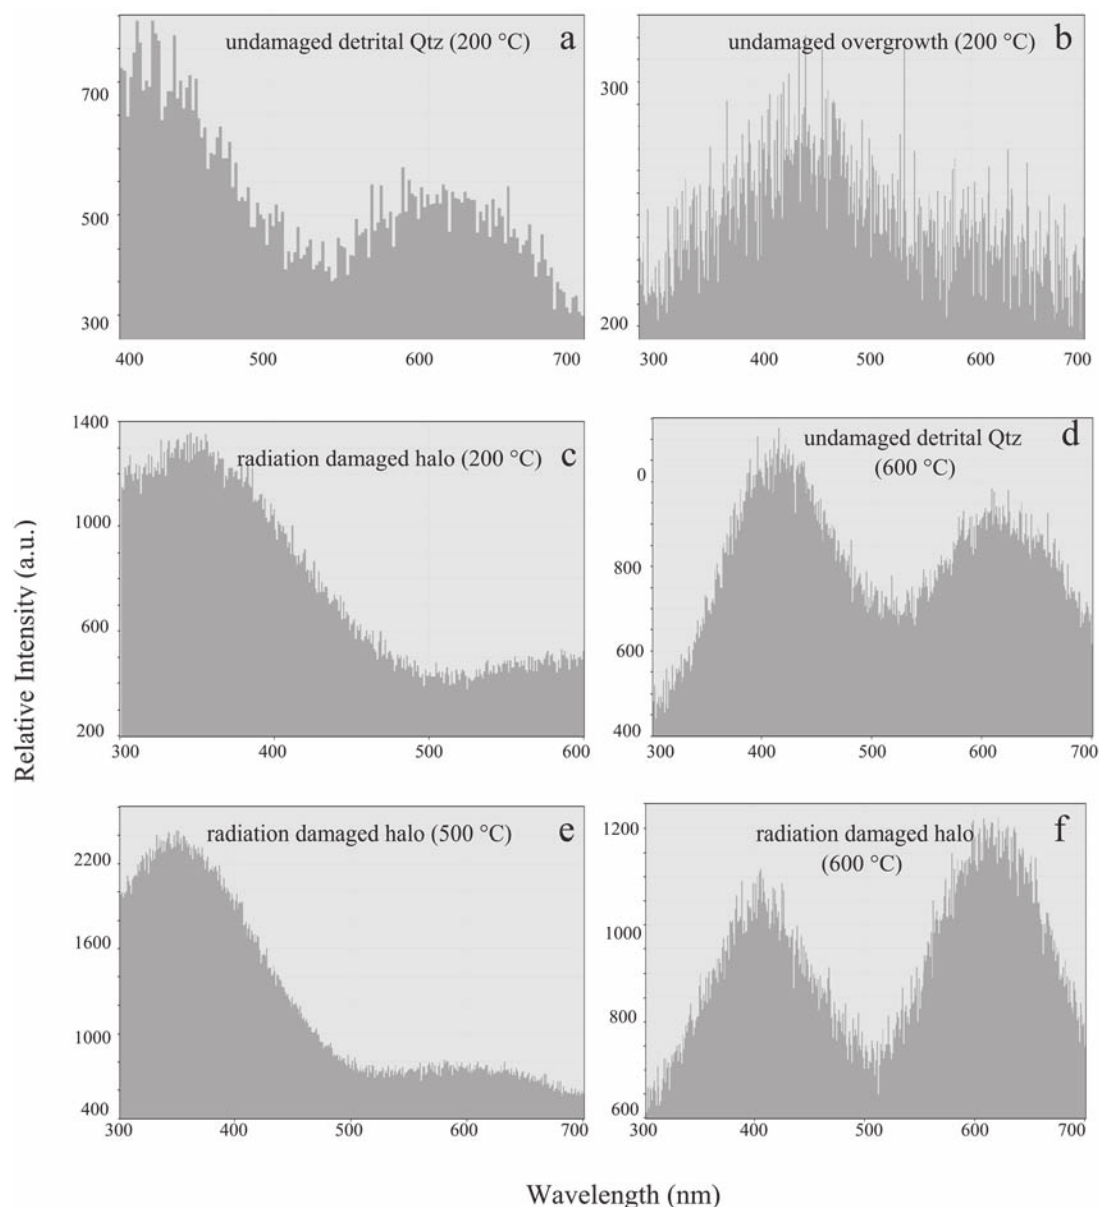 undamaged detrital Qtz (200 °C) a
700
500
300
400 500 600 700
undamaged overgrowth (200 °C) b
300
200
300 400 500 600 700
1400
1000
600
200
radiation damaged halo (200 °C) c
300 400 500 600
undamaged detrital Qtz d
(600 °C)
0
800
600
400
300 400 500 600 700
radiation damaged halo (500 °C) e
2200
1600
1000
400
300 400 500 600 700
radiation damaged halo f
(600 °C)
1200
1000
800
600
300 400 500 600 700
Relative Intensity (a.u.)
Wavelength (nm)